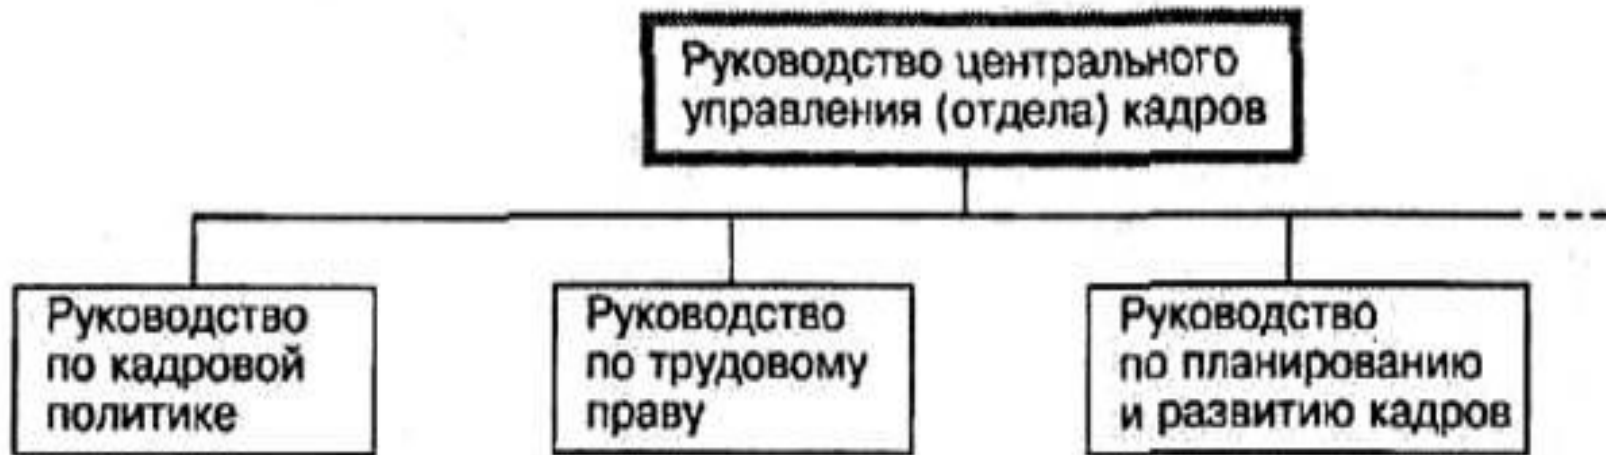 Руководство центрального
управления (отдела) кадров
Руководство
по кадровой
политике
Руководство
по трудовому
праву
Руководство
по планированию
и развитию кадров